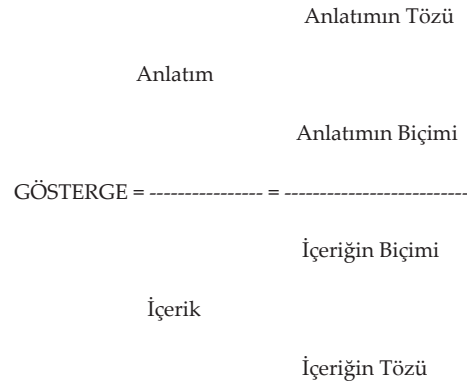 Anlatımın Tözü
Anlatım
Anlatımın Biçimi
GÖSTERGE = ---------------- = --------------------------
İçeriğin Biçimi
İçerik
İçeriğin Tözü